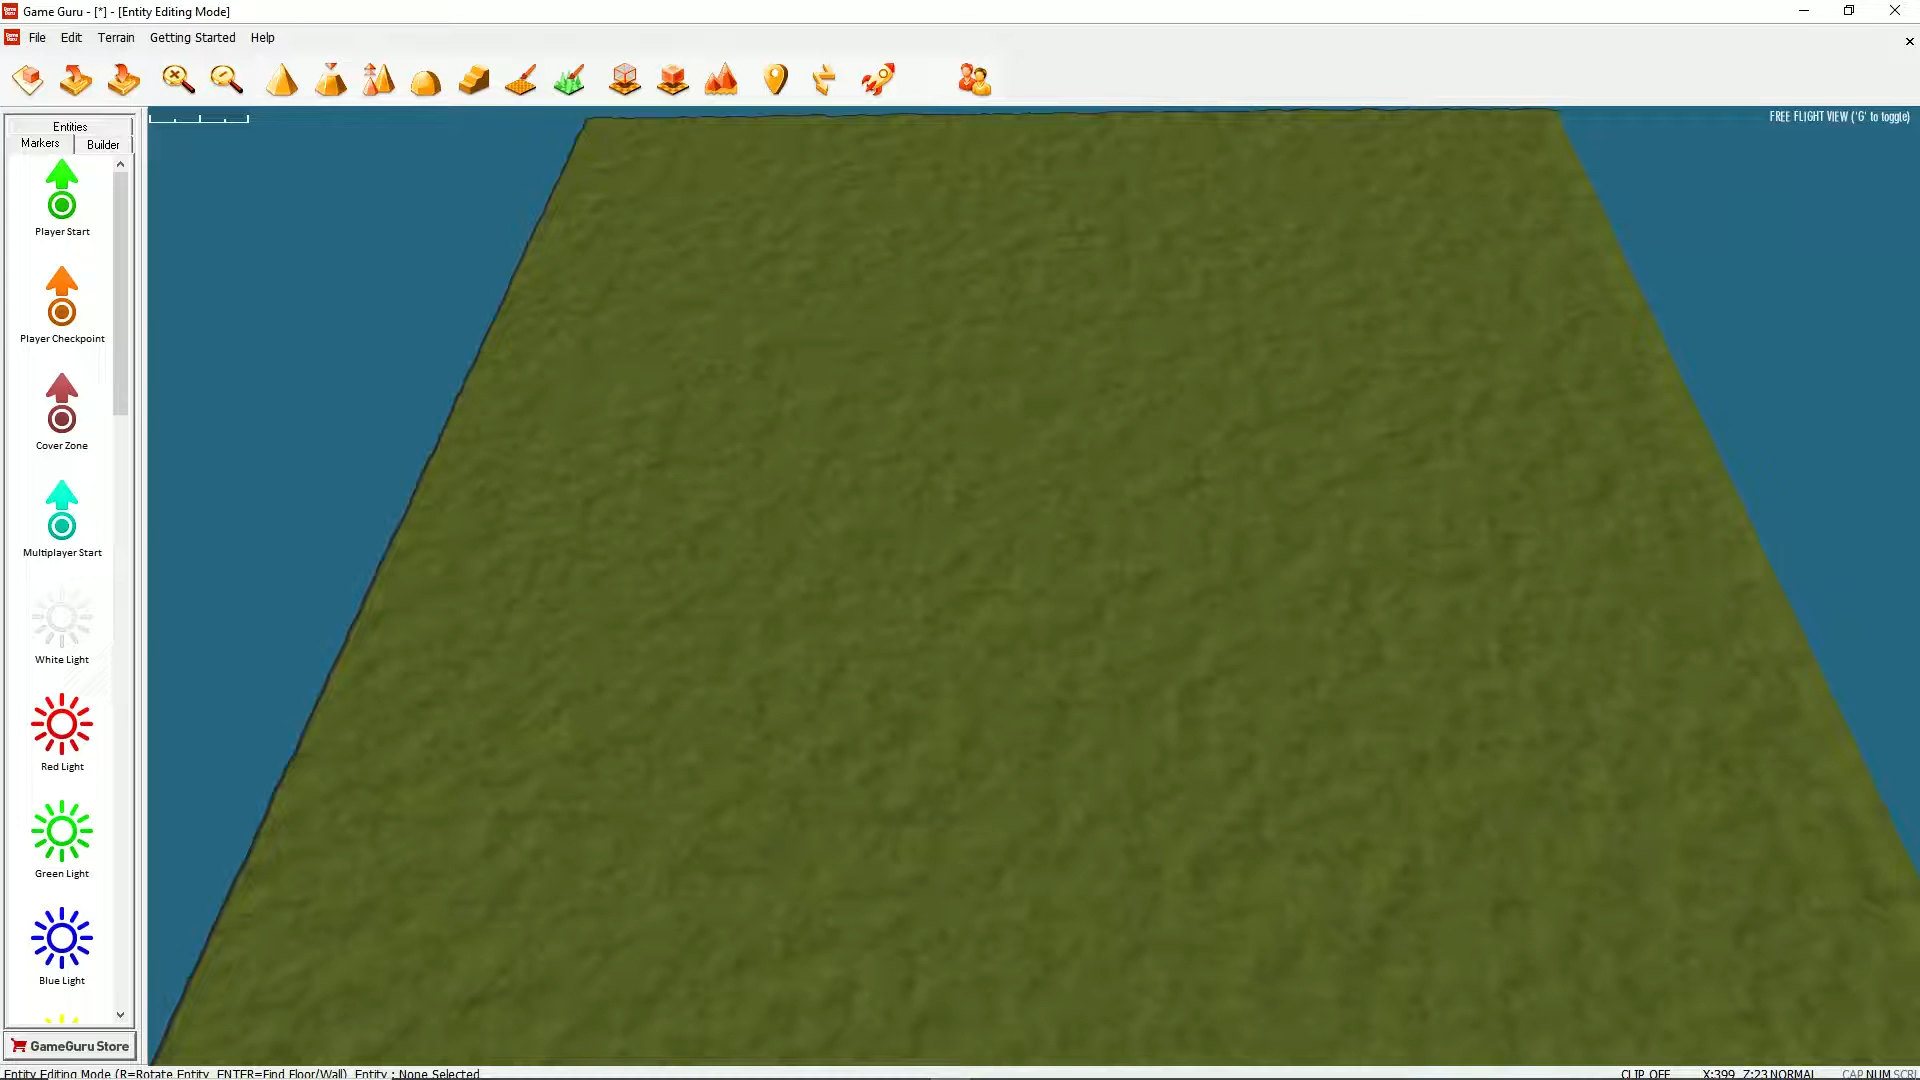 Game Guru - [*] - [Entity Editing Mode]
File Edit Terrain Getting Started Help
FREE FLIGHT VIEW ('G' to toggle)
Entities
Markers Builder
Player Start
Player Checkpoint
Cover Zone
Multiplayer Start
White Light
Red Light
Green Light
Blue Light
GameGuru Store
Entity Editing Mode (R=Rotate Entity, ENTER=Find Floor/Wall) Entity : None Selected
CLIP OFF X:399 Z:23 NORMAL CAP NUM SCRL